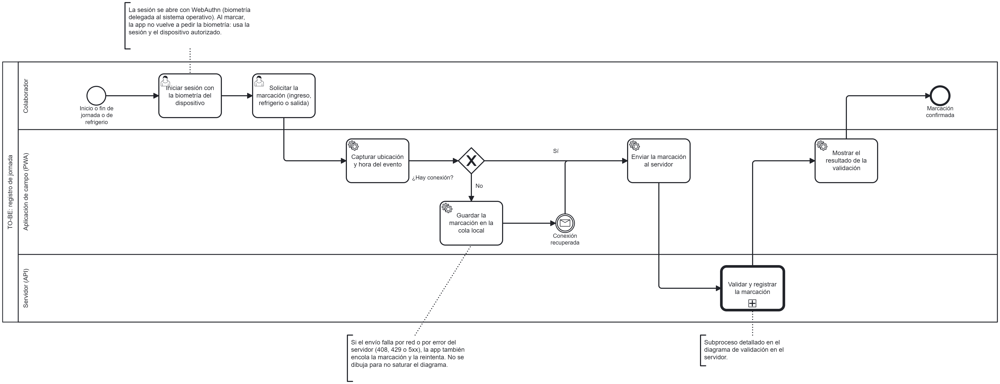 La sesión se abre con WebAuthn (biometría
delegada al sistema operativo). Al marcar,
la app no vuelve a pedir la biometría: usa la
sesión y el dispositivo autorizado.
TO-BE: registro de jornada
Colaborador
Inicio o fin de
jornada o de
refrigerio
Iniciar sesión con
la biometría del
dispositivo
Solicitar la
marcación (ingreso,
refrigerio o salida)
Marcación
confirmada
Aplicación de campo (PWA)
Capturar ubicación
y hora del evento
¿Hay conexión?
Sí
No
Guardar la
marcación en la
cola local
Conexión
recuperada
Enviar la marcación
al servidor
Mostrar el
resultado de la
validación
Servidor (API)
Validar y registrar
la marcación
Si el envío falla por red o por error del
servidor (408, 429 o 5xx), la app también
encola la marcación y la reintenta. No se
dibuja para no saturar el diagrama.
Subproceso detallado en el
diagrama de validación en el
servidor.